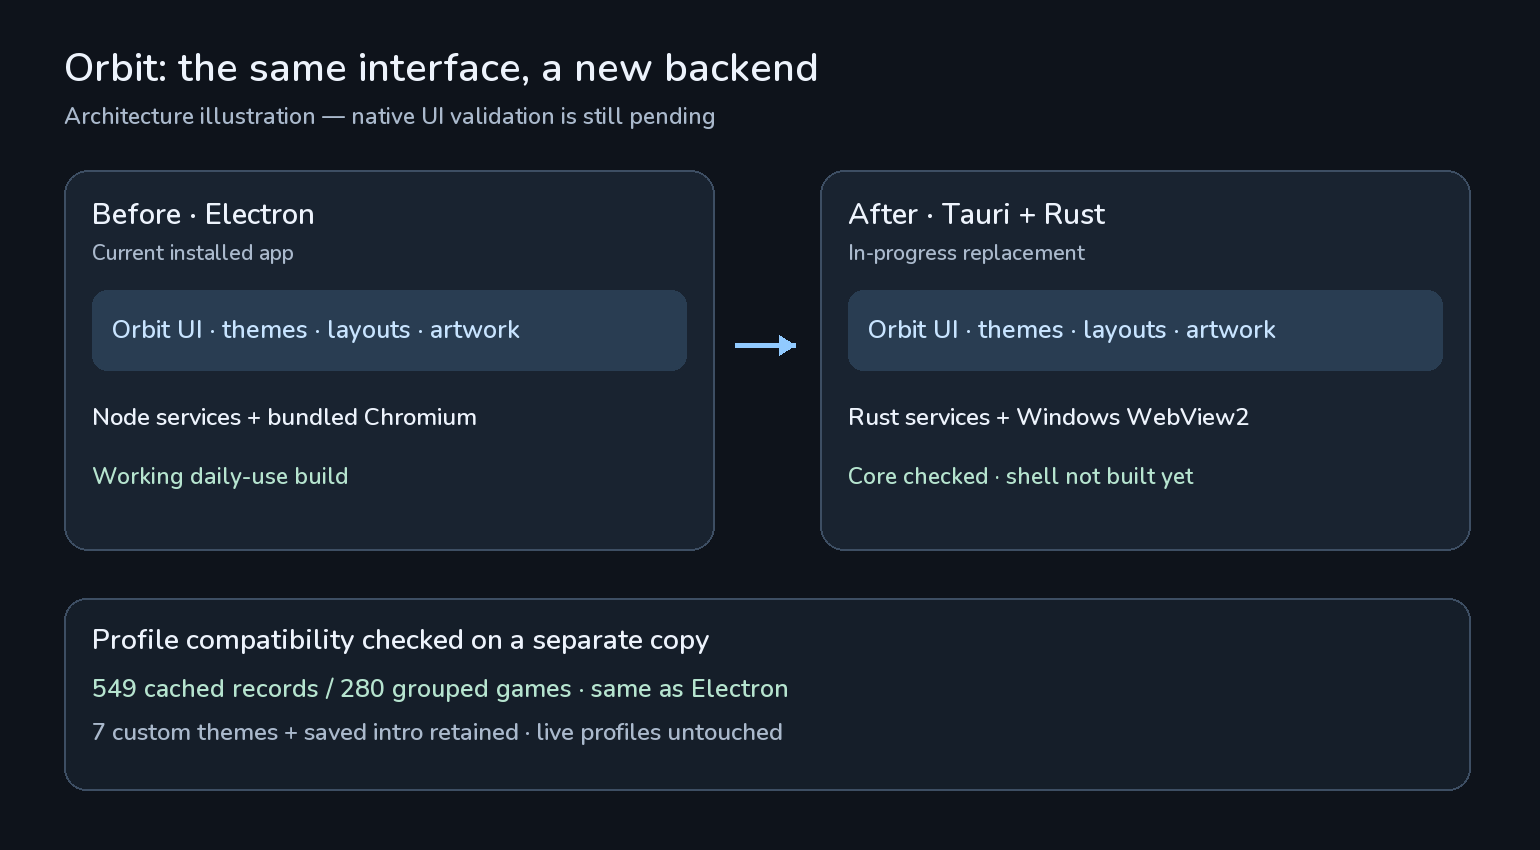 Orbit: the same interface, a new backend
Architecture illustration — native UI validation is still pending
Before · Electron
Current installed app
Orbit UI · themes · layouts · artwork
Node services + bundled Chromium
Working daily-use build
After · Tauri + Rust
In-progress replacement
Orbit UI · themes · layouts · artwork
Rust services + Windows WebView2
Core checked · shell not built yet
Profile compatibility checked on a separate copy
549 cached records / 280 grouped games · same as Electron
7 custom themes + saved intro retained · live profiles untouched